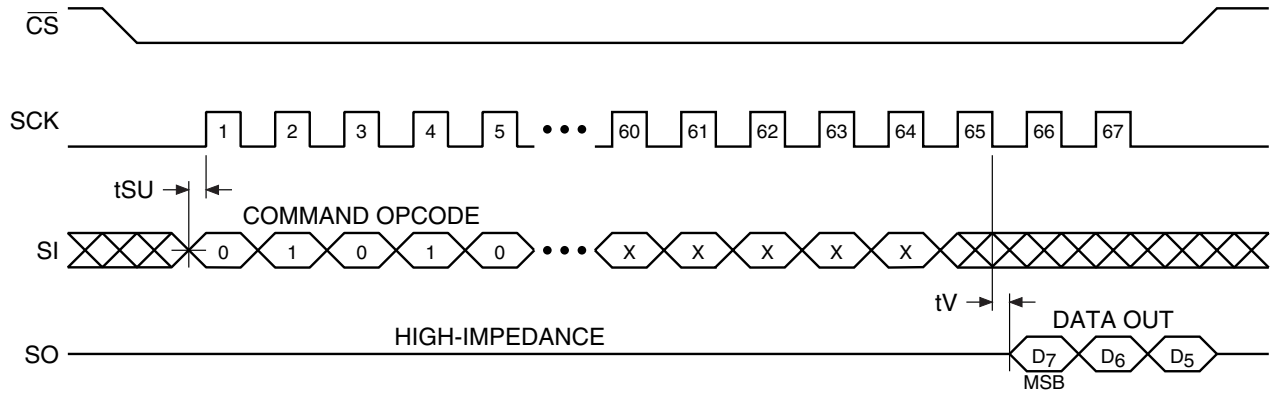 CS
SCK 1 2 3 4 5 ••• 60 61 62 63 64 65 66 67
tSU
COMMAND OPCODE
SI 0 1 0 1 0 ••• X X X X X
tV
HIGH-IMPEDANCE
DATA OUT
SO D7 D6 D5
MSB